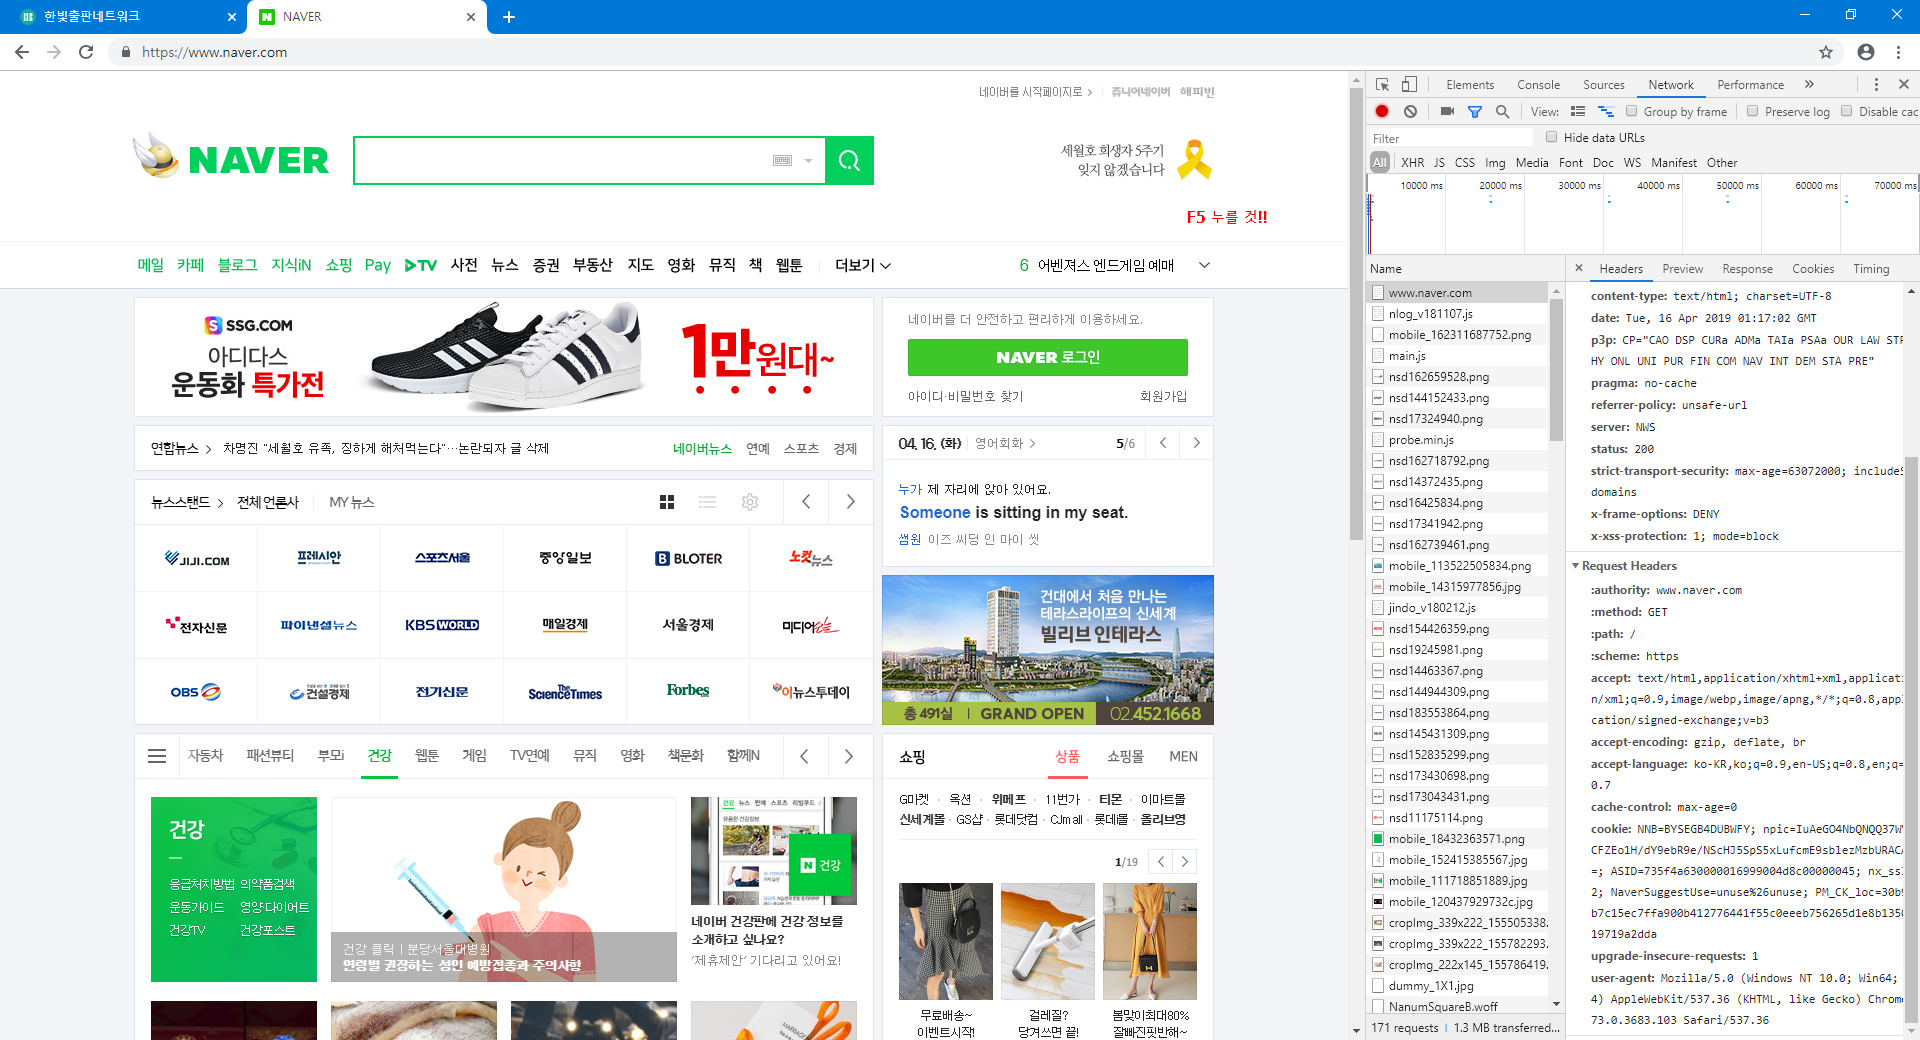 한빛출판네트워크
NAVER
https://www.naver.com
네이버를 시작페이지로 >
쥬니어네이버
해피빈
NAVER
세월호 희생자 5주기
잊지 않겠습니다
F5 누를 것!!
메일 카페 블로그 지식iN 쇼핑 Pay TV 사전 뉴스 증권 부동산 지도 영화 뮤직 책 웹툰 더보기
6 어벤져스 엔드게임 예매
SSG.COM
아디다스
운동화 특가전
1만원대~
네이버를 더 안전하고 편리하게 이용하세요.
NAVER 로그인
아이디·비밀번호 찾기 회원가입
연합뉴스 > 차명진 "세월호 유족, 징하게 해처먹는다"…논란되자 글 삭제
네이버뉴스 연예 스포츠 경제
04. 16. (화) 영어회화 > 5/6
누가 제 자리에 앉아 있어요.
Someone is sitting in my seat.
썸원 이즈 씨딩 인 마이 씻
뉴스스탠드 > 전체 언론사 MY 뉴스
JIJI.COM 프레시안 스포츠서울 중앙일보 BLOTER 노컷뉴스
전자신문 파이낸셜뉴스 KBS WORLD 매일경제 서울경제 미디어오늘
OBS 건설경제 전기신문 The ScienceTimes Forbes 이뉴스투데이
건대에서 처음 만나는
테라스라이프의 신세계
빌리브 인테라스
총 491실 | GRAND OPEN 02.452.1668
자동차 패션뷰티 부모i 건강 웹툰 게임 TV연예 뮤직 영화 책문화 함께N
건강
응급처치방법 의약품검색
운동가이드 영양·다이어트
건강TV 건강포스트
건강 클릭 | 분당서울대병원
연령별 권장하는 성인 예방접종과 주의사항
건강 뉴스 연예 스포츠 리빙푸드
유용한 건강정보
N 건강
네이버 건강판에 건강 정보를
소개하고 싶나요?
'제휴제안' 기다리고 있어요!
쇼핑 상품 쇼핑몰 MEN
G마켓 · 옥션 · 위메프 · 11번가 · 티몬 · 이마트몰
신세계몰 · GS샵 · 롯데닷컴 · CJmall · 롯데몰 · 올리브영
1/19
무료배송~
이벤트시작!
걸레질?
당겨쓰면 끝!
봄맞이최대80%
잘빠진핏반해~
Elements Console Sources Network Performance »
View: Group by frame Preserve log Disable cac
Filter Hide data URLs
All XHR JS CSS Img Media Font Doc WS Manifest Other
10000 ms 20000 ms 30000 ms 40000 ms 50000 ms 60000 ms 70000 ms
Name
www.naver.com
nlog_v181107.js
mobile_162311687752.png
main.js
nsd162659528.png
nsd144152433.png
nsd17324940.png
probe.min.js
nsd162718792.png
nsd14372435.png
nsd16425834.png
nsd17341942.png
nsd162739461.png
mobile_113522505834.png
mobile_14315977856.jpg
jindo_v180212.js
nsd154426359.png
nsd19245981.png
nsd14463367.png
nsd144944309.png
nsd183553864.png
nsd145431309.png
nsd152835299.png
nsd173430698.png
nsd173043431.png
nsd11175114.png
mobile_18432363571.png
mobile_152415385567.jpg
mobile_111718851889.jpg
mobile_120437929732c.jpg
cropImg_339x222_155505338.
cropImg_339x222_155782293.
cropImg_222x145_155786419.
dummy_1X1.jpg
NanumSquareB.woff
171 requests | 1.3 MB transferred...
Headers Preview Response Cookies Timing
content-type: text/html; charset=UTF-8
date: Tue, 16 Apr 2019 01:17:02 GMT
p3p: CP="CAO DSP CURa ADMa TAIa PSAa OUR LAW STP
HY ONL UNI PUR FIN COM NAV INT DEM STA PRE"
pragma: no-cache
referrer-policy: unsafe-url
server: NWS
status: 200
strict-transport-security: max-age=63072000; includeS
domains
x-frame-options: DENY
x-xss-protection: 1; mode=block
Request Headers
:authority: www.naver.com
:method: GET
:path: /
:scheme: https
accept: text/html,application/xhtml+xml,applicati
n/xml;q=0.9,image/webp,image/apng,*/*;q=0.8,appl
cation/signed-exchange;v=b3
accept-encoding: gzip, deflate, br
accept-language: ko-KR,ko;q=0.9,en-US;q=0.8,en;q=
0.7
cache-control: max-age=0
cookie: NNB=BYSEGB4DUBWFY; npic=IuAeGO4NbQNQQ37W
CFZEo1H/dY9ebR9e/NScHJ5SpS5xLufcmE9sblezMzbURACA
=; ASID=735f4a630000016999004d8c00000045; nx_ssl
2; NaverSuggestUse=unuse%26unuse; PM_CK_loc=30b9
b7c15ec7ffa900b412776441f55c0eeeb756265d1e8b1350
19719a2dda
upgrade-insecure-requests: 1
user-agent: Mozilla/5.0 (Windows NT 10.0; Win64;
4) AppleWebKit/537.36 (KHTML, like Gecko) Chrome
73.0.3683.103 Safari/537.36